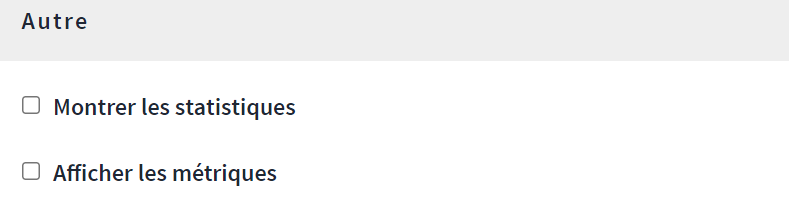 Autre
Montrer les statistiques
Afficher les métriques